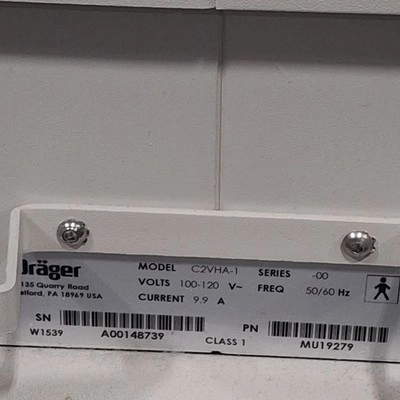 Dräger
MODEL C2VHA-1 SERIES -00
135 Quarry Road
VOLTS 100-120 V~ FREQ 50/60 Hz
elford, PA 18969 USA
CURRENT 9.9 A
SN PN
W1539 A00148739 CLASS 1 MU19279